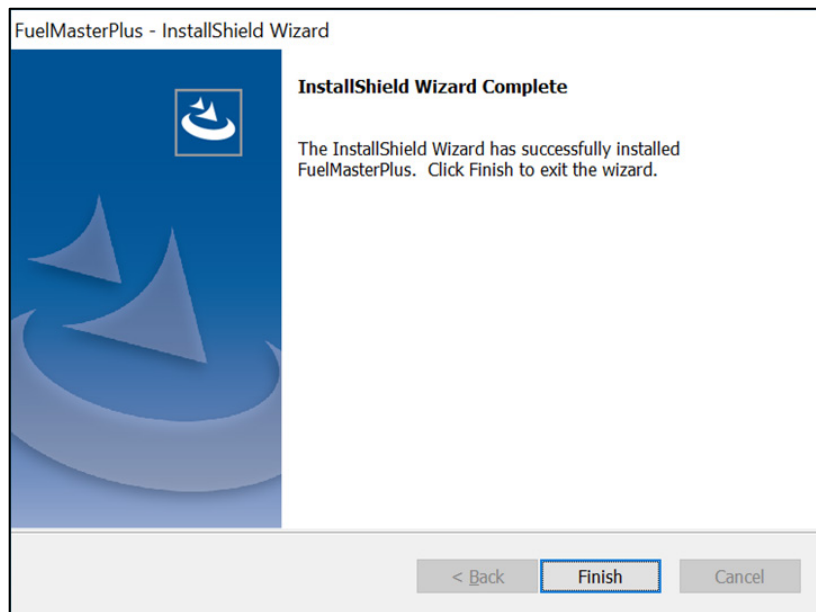 FuelMasterPlus - InstallShield Wizard
InstallShield Wizard Complete
The InstallShield Wizard has successfully installed
FuelMasterPlus. Click Finish to exit the wizard.
< Back
Finish
Cancel